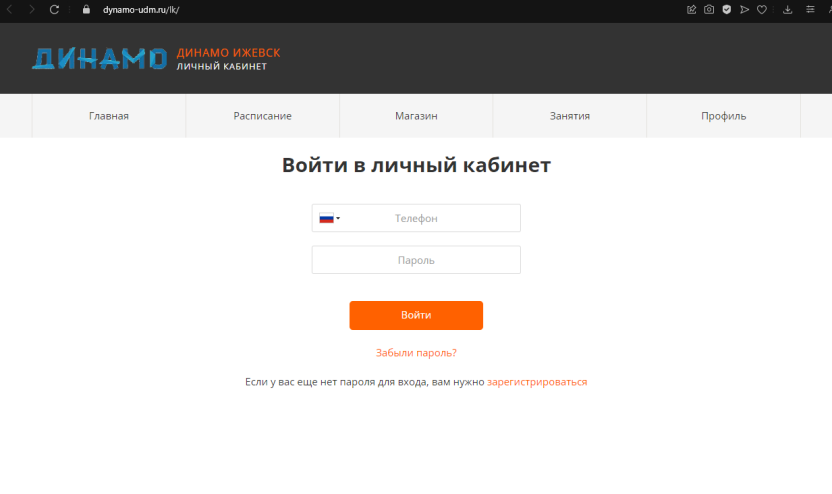 dynamo-udm.ru/lk/
ДИНАМО
ДИНАМО ИЖЕВСК
ЛИЧНЫЙ КАБИНЕТ
Главная
Расписание
Магазин
Занятия
Профиль
Войти в личный кабинет
Телефон
Пароль
Войти
Забыли пароль?
Если у вас еще нет пароля для входа, вам нужно зарегистрироваться